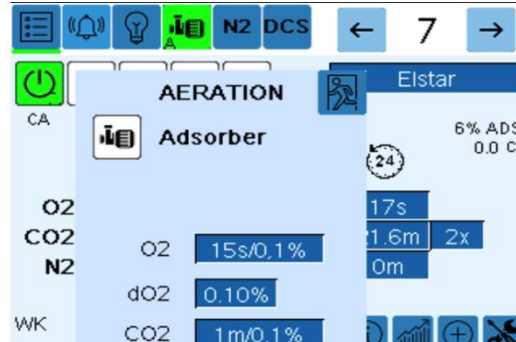 A N2 DCS ← 7 →
AERATION
Adsorber
Elstar
CA
24
6% ADS
0.0
O2
17s
CO2
1.6m 2x
N2
0m
O2 15s/0,1%
dO2 0.10%
CO2 1m/0.1%
WK